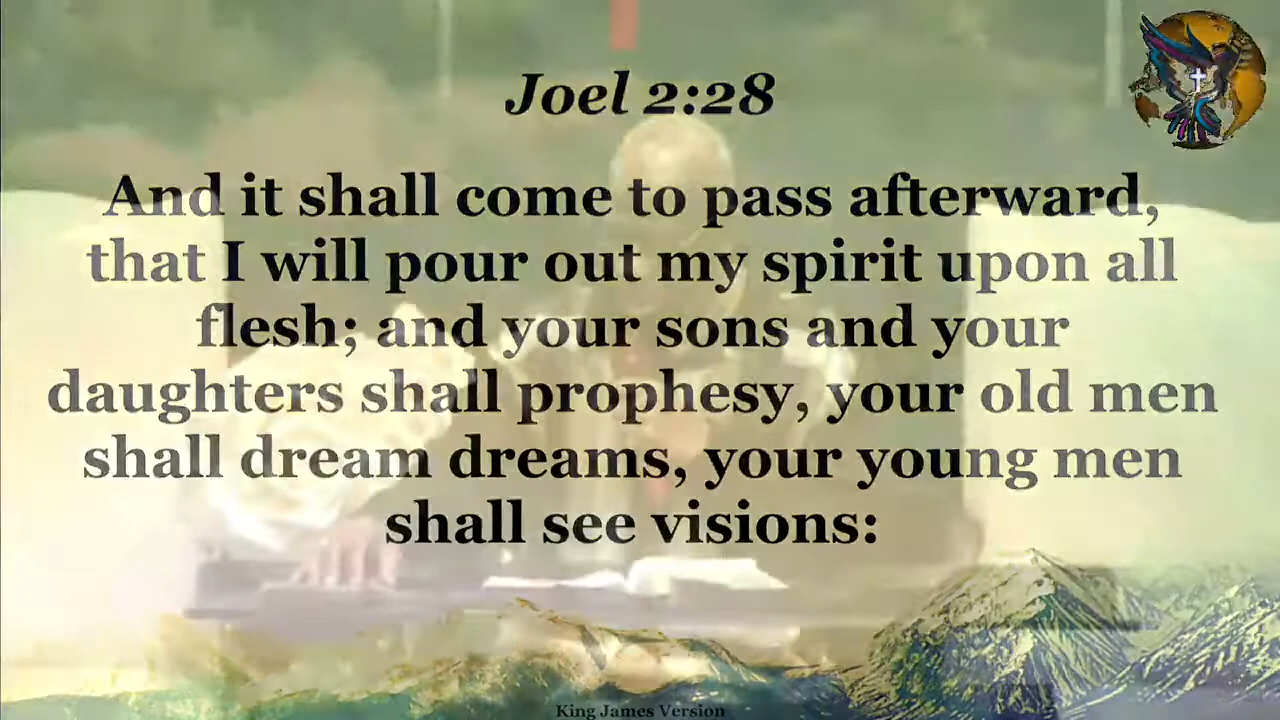 Joel 2:28
And it shall come to pass afterward,
that I will pour out my spirit upon all
flesh; and your sons and your
daughters shall prophesy, your old men
shall dream dreams, your young men
shall see visions:
King James Version